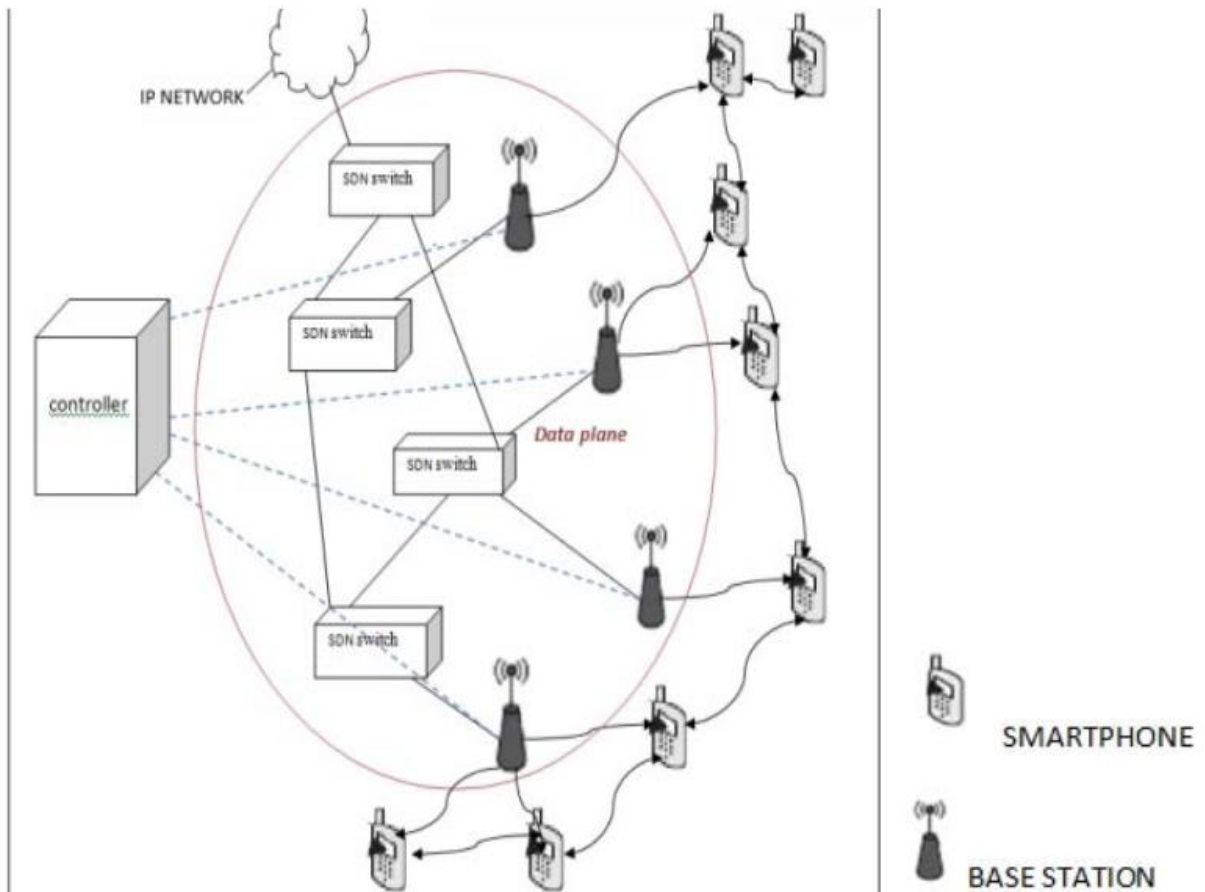 IP NETWORK
SDN switch
SDN switch
controller
Data plane
SDN switch
SDN switch
SMARTPHONE
BASE STATION